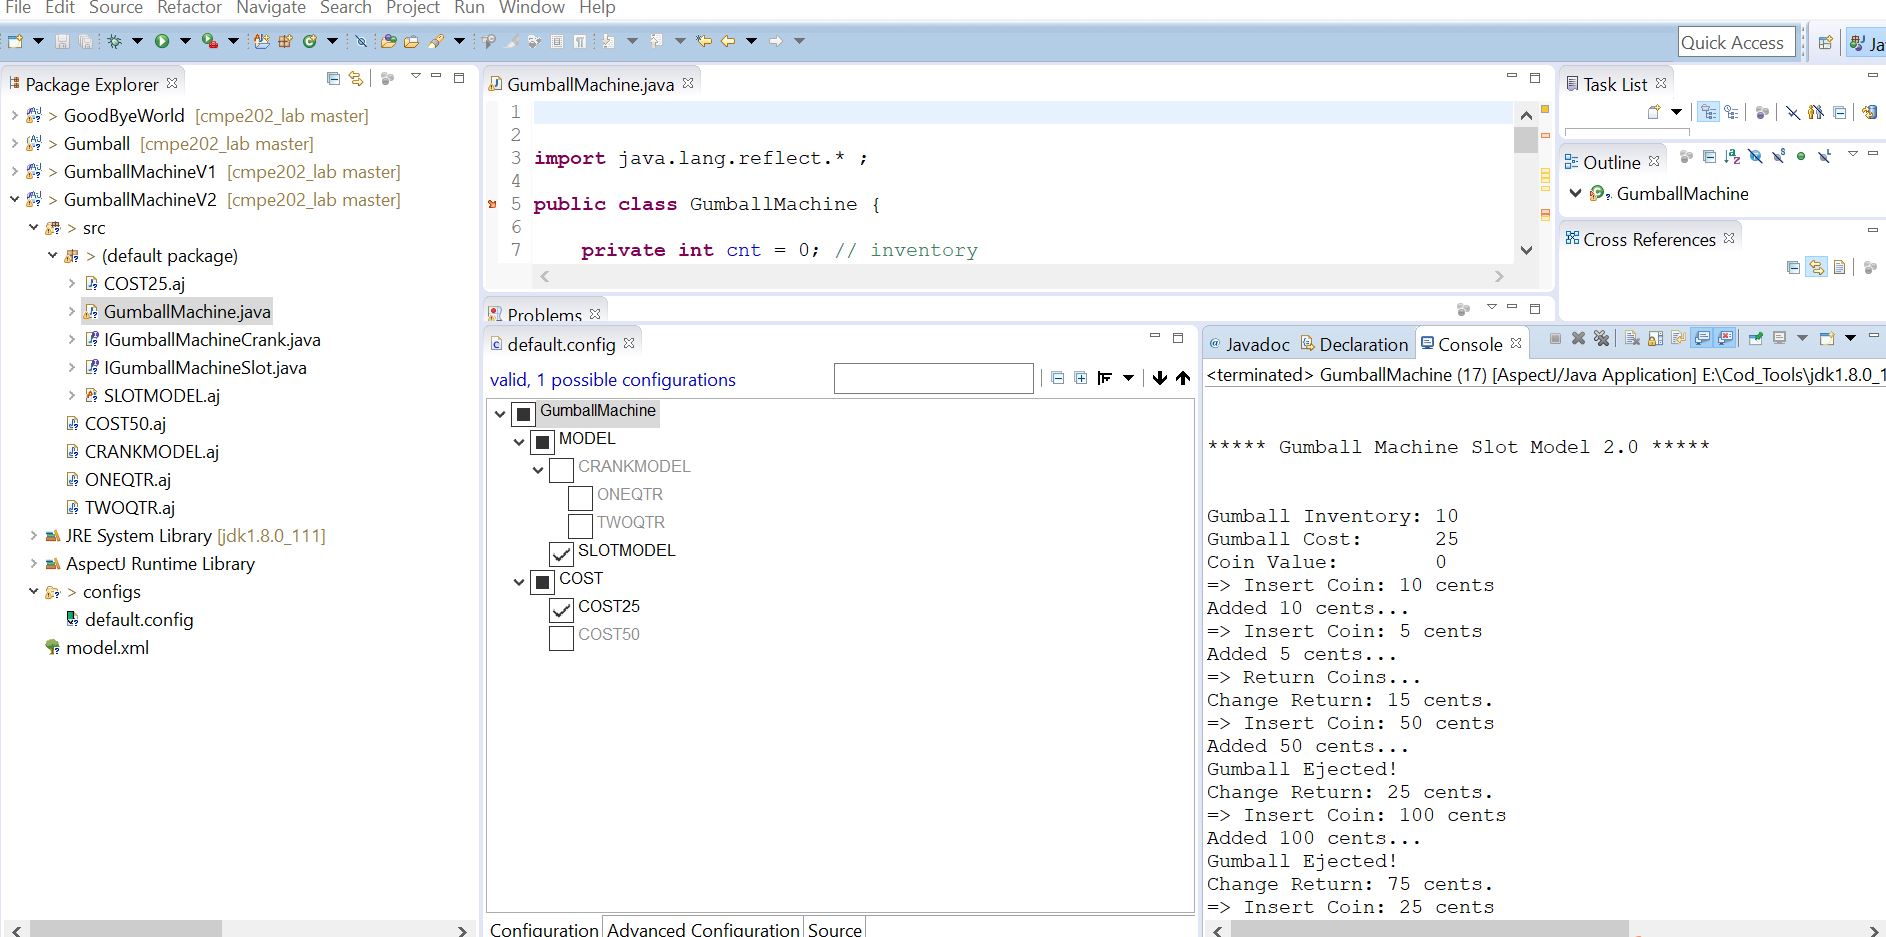 File Edit Source Refactor Navigate Search Project Run Window Help
Quick Access
Ja
Package Explorer
> GoodByeWorld [cmpe202_lab master]
> Gumball [cmpe202_lab master]
> GumballMachineV1 [cmpe202_lab master]
> GumballMachineV2 [cmpe202_lab master]
> src
> (default package)
COST25.aj
GumballMachine.java
IGumballMachineCrank.java
IGumballMachineSlot.java
SLOTMODEL.aj
COST50.aj
CRANKMODEL.aj
ONEQTR.aj
TWOQTR.aj
JRE System Library [jdk1.8.0_111]
AspectJ Runtime Library
> configs
default.config
model.xml
GumballMachine.java
1
2
3 import java.lang.reflect.* ;
4
5 public class GumballMachine {
6
7 private int cnt = 0; // inventory
Problems
default.config
valid, 1 possible configurations
GumballMachine
MODEL
CRANKMODEL
ONEQTR
TWOQTR
SLOTMODEL
COST
COST25
COST50
Configuration Advanced Configuration Source
Task List
Outline
GumballMachine
Cross References
@ Javadoc Declaration Console
<terminated> GumballMachine (17) [AspectJ/Java Application] E:\Cod_Tools\jdk1.8.0_1
***** Gumball Machine Slot Model 2.0 *****
Gumball Inventory: 10
Gumball Cost: 25
Coin Value: 0
=> Insert Coin: 10 cents
Added 10 cents...
=> Insert Coin: 5 cents
Added 5 cents...
=> Return Coins...
Change Return: 15 cents.
=> Insert Coin: 50 cents
Added 50 cents...
Gumball Ejected!
Change Return: 25 cents.
=> Insert Coin: 100 cents
Added 100 cents...
Gumball Ejected!
Change Return: 75 cents.
=> Insert Coin: 25 cents